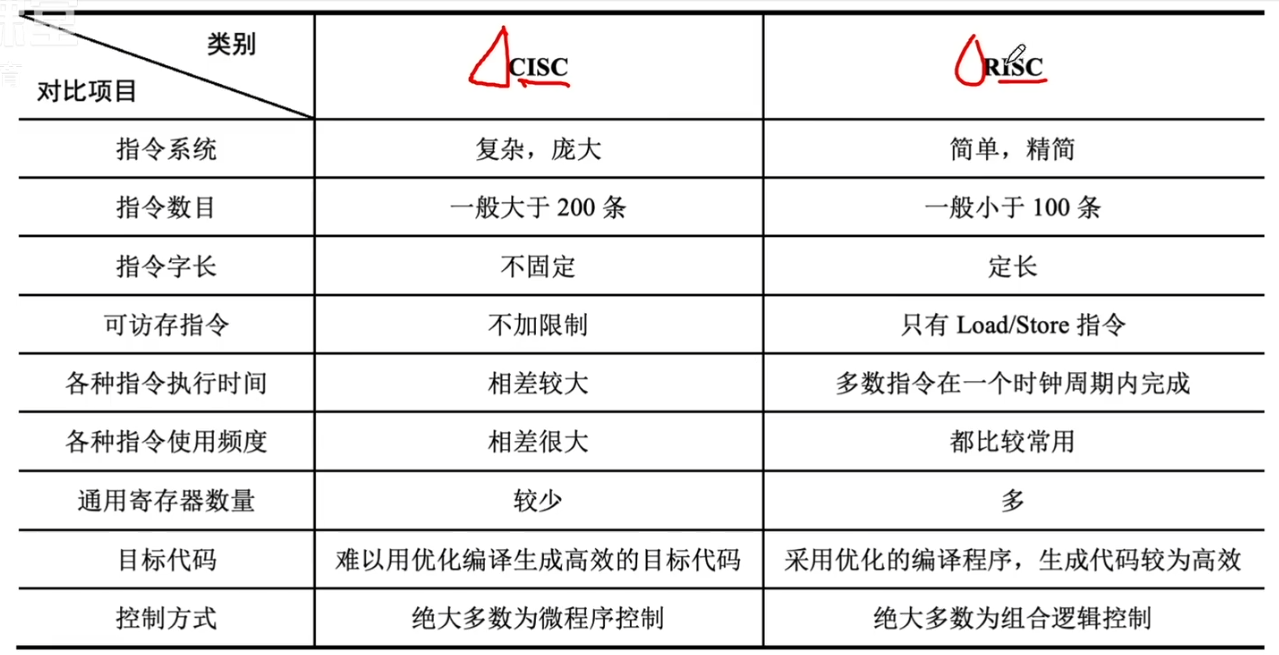 类别
对比项目
CISC
RISC
指令系统
复杂，庞大
简单，精简
指令数目
一般大于 200 条
一般小于 100 条
指令字长
不固定
定长
可访存指令
不加限制
只有 Load/Store 指令
各种指令执行时间
相差较大
多数指令在一个时钟周期内完成
各种指令使用频度
相差很大
都比较常用
通用寄存器数量
较少
多
目标代码
难以用优化编译生成高效的目标代码
采用优化的编译程序，生成代码较为高效
控制方式
绝大多数为微程序控制
绝大多数为组合逻辑控制